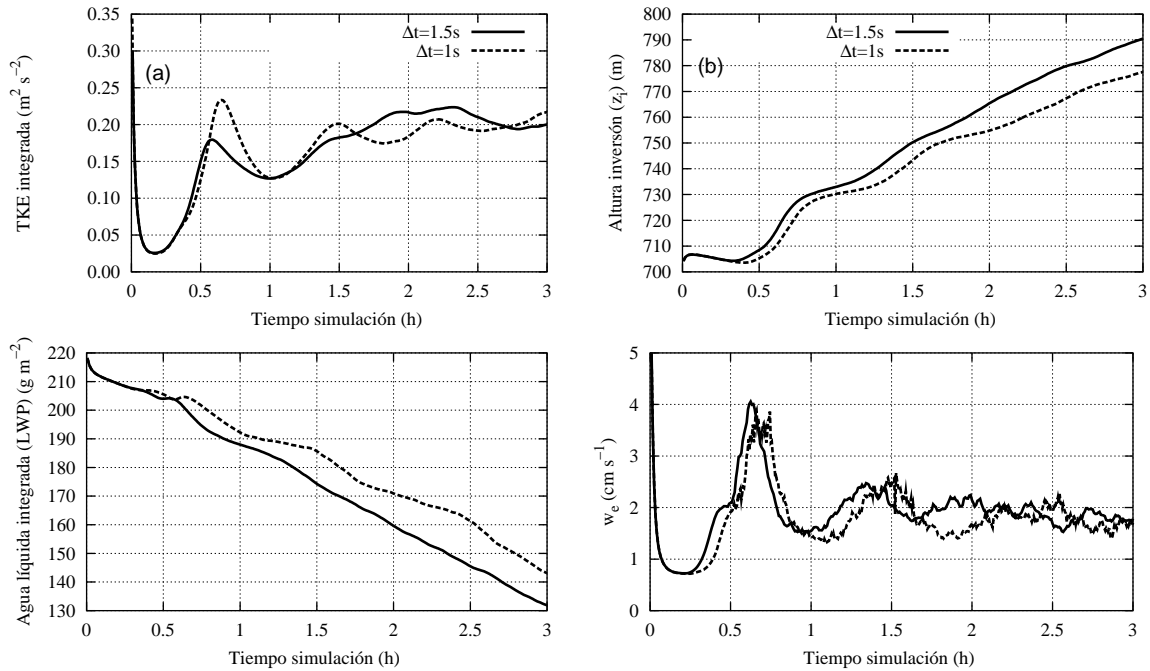 0.35
0.30
0.25
0.20
0.15
0.10
0.05
0.00
TKE integrada (m² s⁻²)
(a)
Δt=1.5s
Δt=1s
0 0.5 1 1.5 2 2.5 3
Tiempo simulación (h)
800
790
780
770
760
750
740
730
720
710
700
Altura inversón (z_i) (m)
(b)
Δt=1.5s
Δt=1s
0 0.5 1 1.5 2 2.5 3
Tiempo simulación (h)
220
210
200
190
180
170
160
150
140
130
Agua líquida integrada (LWP) (g m⁻²)
0 0.5 1 1.5 2 2.5 3
Tiempo simulación (h)
5
4
3
2
1
0
w_e (cm s⁻¹)
0 0.5 1 1.5 2 2.5 3
Tiempo simulación (h)